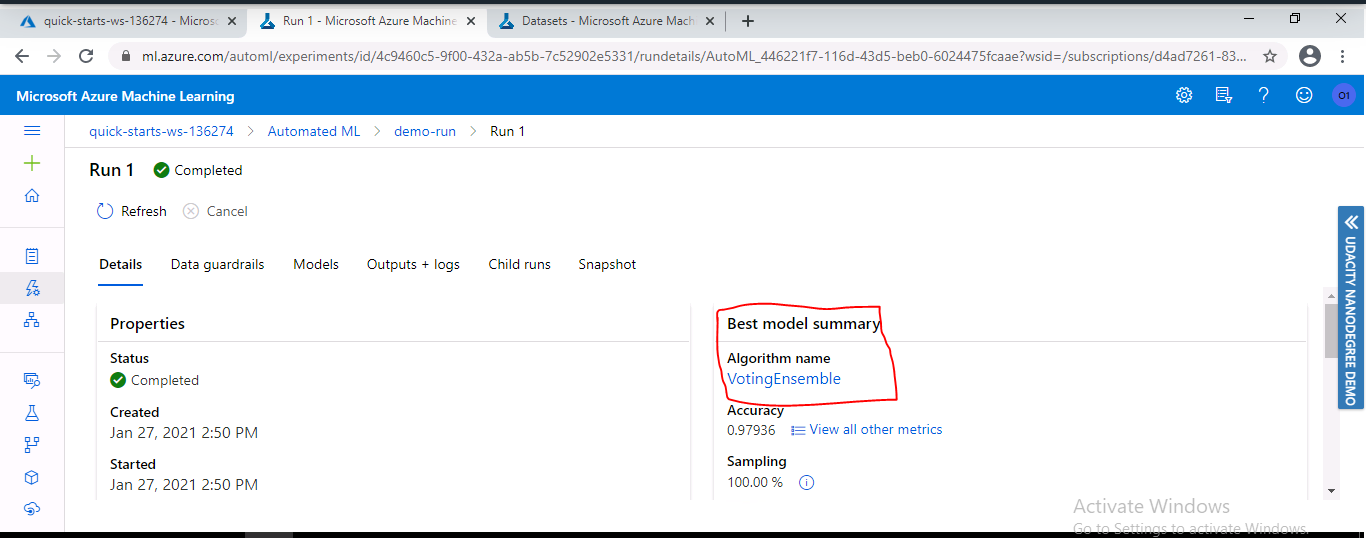 quick-starts-ws-136274 - Microso
Run 1 - Microsoft Azure Machine
Datasets - Microsoft Azure Mach
ml.azure.com/automl/experiments/id/4c9460c5-9f00-432a-ab5b-7c52902e5331/rundetails/AutoML_446221f7-116d-43d5-beb0-6024475fcaae?wsid=/subscriptions/d4ad7261-83...
Microsoft Azure Machine Learning
O1
quick-starts-ws-136274 > Automated ML > demo-run > Run 1
Run 1 Completed
Refresh Cancel
Details Data guardrails Models Outputs + logs Child runs Snapshot
Properties
Status
Completed
Created
Jan 27, 2021 2:50 PM
Started
Jan 27, 2021 2:50 PM
Best model summary
Algorithm name
VotingEnsemble
Accuracy
0.97936 View all other metrics
Sampling
100.00 %
UDACITY NANODEGREE DEMO
Activate Windows
Go to Settings to activate Windows.